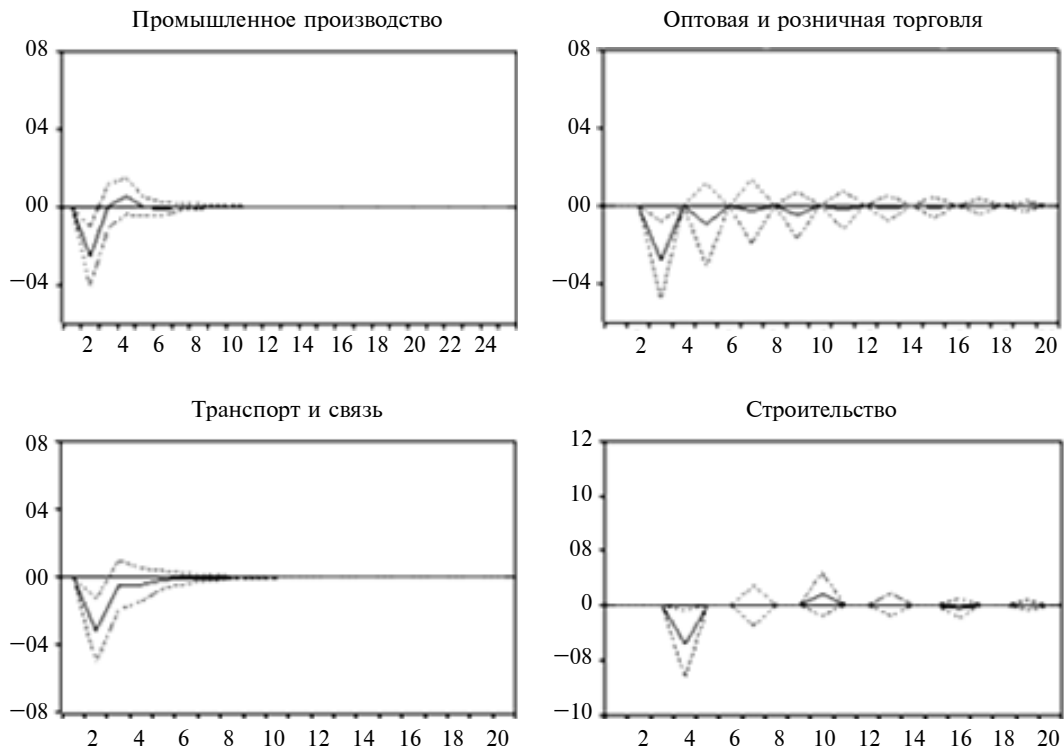 Промышленное производство
08
04
00
−04
2 4 6 8 10 12 14 16 18 20 22 24
Оптовая и розничная торговля
08
04
00
−04
2 4 6 8 10 12 14 16 18 20
Транспорт и связь
08
04
00
−04
−08
2 4 6 8 10 12 14 16 18 20
Строительство
12
10
08
0
−08
−10
2 4 6 8 10 12 14 16 18 20